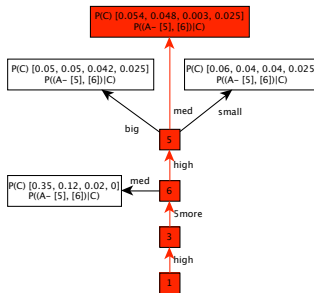 P(C) [0.054, 0.048, 0.003, 0.025]
P((A- [5], [6])|C)
P(C) [0.05, 0.05, 0.042, 0.025]
P((A- [5], [6])|C)
P(C) [0.06, 0.04, 0.04, 0.025]
P((A- [5], [6])|C)
med
big
small
5
high
P(C) [0.35, 0.12, 0.02, 0]
P((A- [5], [6])|C)
med
6
5more
3
high
1